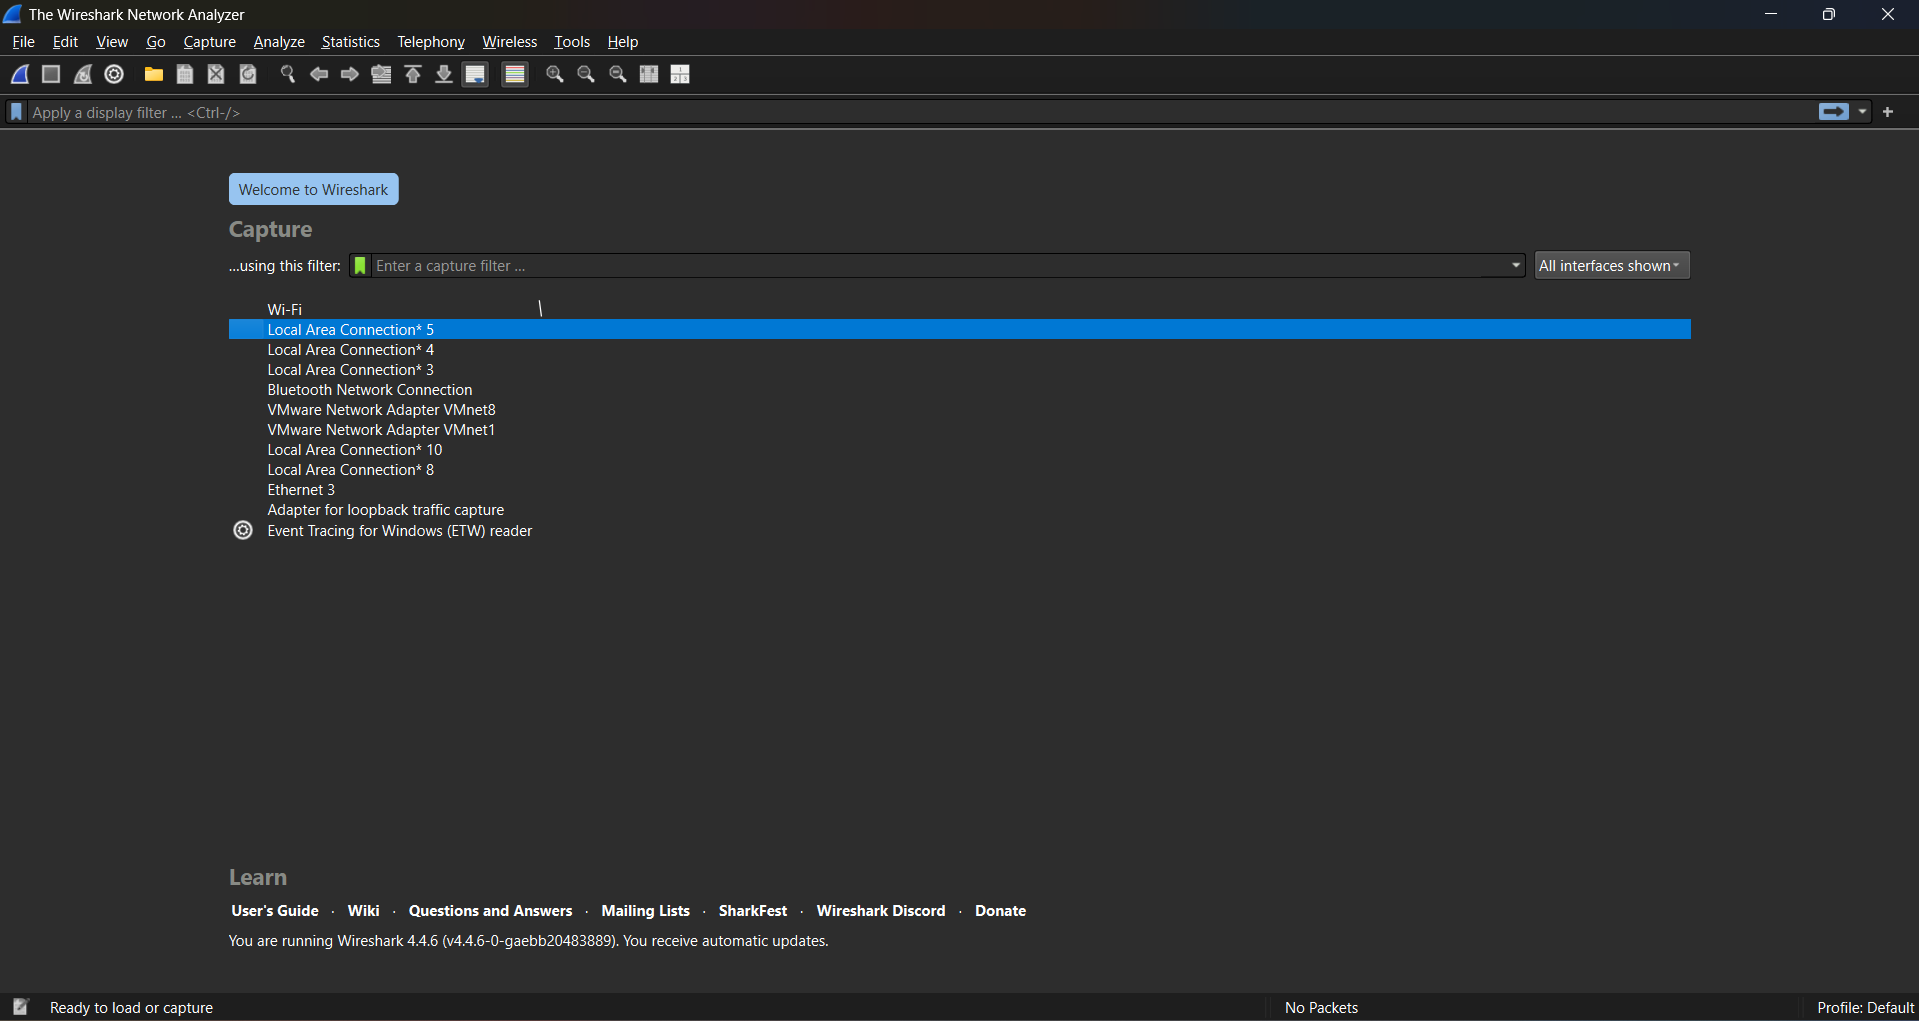 The Wireshark Network Analyzer
File Edit View Go Capture Analyze Statistics Telephony Wireless Tools Help
Apply a display filter ... <Ctrl-/>
Welcome to Wireshark
Capture
...using this filter: Enter a capture filter ... All interfaces shown
Wi-Fi
Local Area Connection* 5
Local Area Connection* 4
Local Area Connection* 3
Bluetooth Network Connection
VMware Network Adapter VMnet8
VMware Network Adapter VMnet1
Local Area Connection* 10
Local Area Connection* 8
Ethernet 3
Adapter for loopback traffic capture
Event Tracing for Windows (ETW) reader
Learn
User's Guide · Wiki · Questions and Answers · Mailing Lists · SharkFest · Wireshark Discord · Donate
You are running Wireshark 4.4.6 (v4.4.6-0-gaebb20483889). You receive automatic updates.
Ready to load or capture No Packets Profile: Default